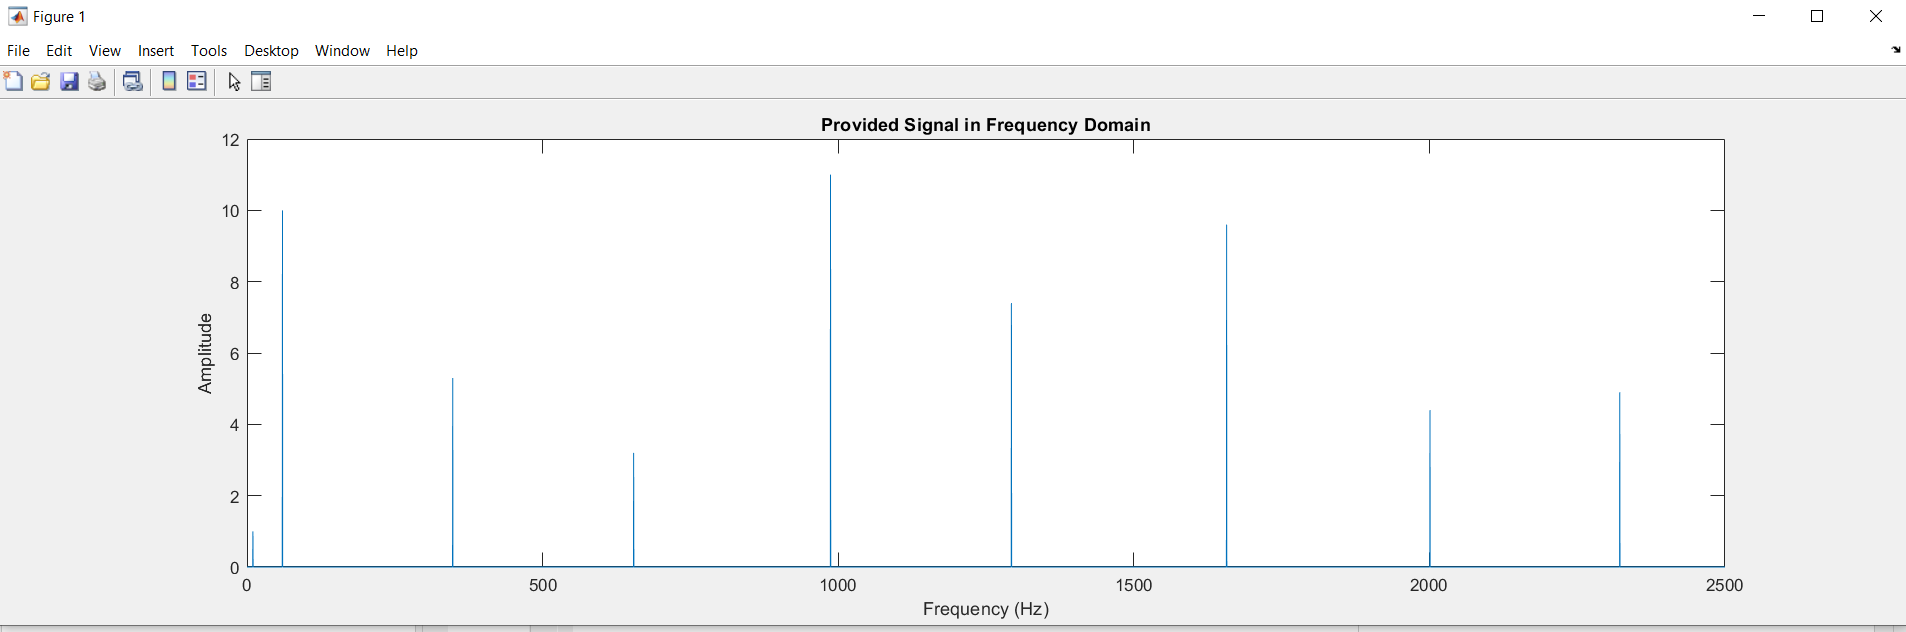 Figure 1
File Edit View Insert Tools Desktop Window Help
Provided Signal in Frequency Domain
12
10
8
6
4
2
0
Amplitude
0 500 1000 1500 2000 2500
Frequency (Hz)